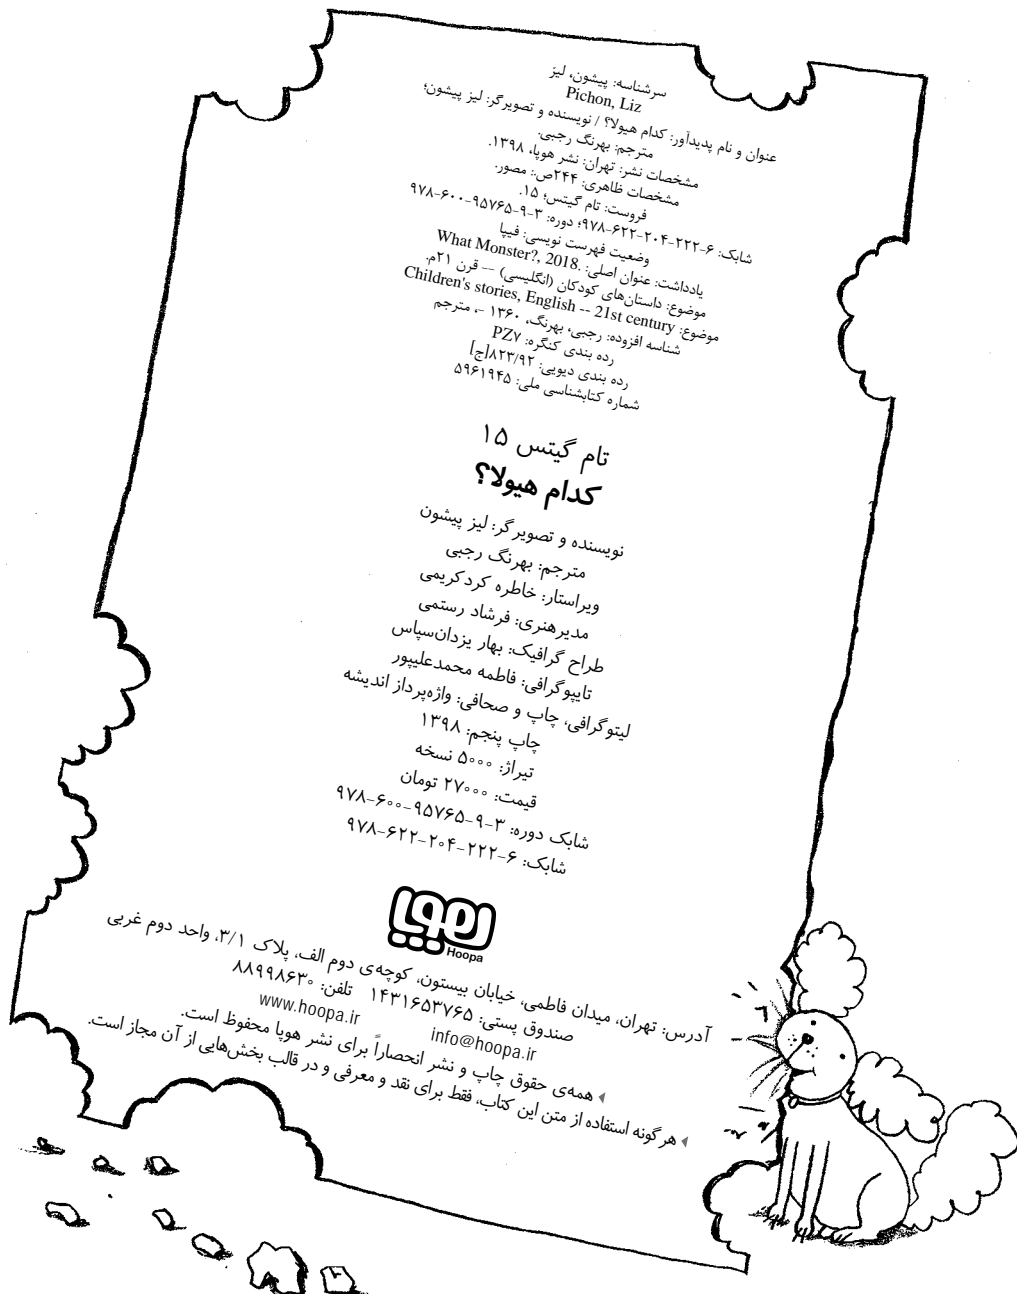 سرشناسه: پیشون، لیز
Pichon, Liz
عنوان و نام پدیدآور: کدام هیولا؟ / نویسنده و تصویرگر: لیز پیشون؛
مترجم: بهرنگ رجبی.
مشخصات نشر: تهران: نشر هوپا، ۱۳۹۸.
مشخصات ظاهری: ۲۴۴ص.: مصور.
فروست: تام گیتس؛ ۱۵.
شابک: ۶-۲۲۲-۲۰۴-۶۲۲-۹۷۸؛ دوره: ۳-۹-۹۵۷۶۵-۶۰۰-۹۷۸
وضعیت فهرست نویسی: فیپا
یادداشت: عنوان اصلی: What Monster?, 2018.
موضوع: داستان‌های کودکان (انگلیسی) -- قرن ۲۱م.
موضوع: Children's stories, English -- 21st century
شناسه افزوده: رجبی، بهرنگ، ۱۳۶۰ -، مترجم
رده بندی کنگره: PZ۷
رده بندی دیویی: ۸۲۳/۹۲[ج]
شماره کتابشناسی ملی: ۵۹۶۱۹۴۵
تام گیتس ۱۵
کدام هیولا؟
نویسنده و تصویرگر: لیز پیشون
مترجم: بهرنگ رجبی
ویراستار: خاطره کردکریمی
مدیرهنری: فرشاد رستمی
طراح گرافیک: بهار یزدان‌سپاس
تایپوگرافی: فاطمه محمدعلیپور
لیتوگرافی، چاپ و صحافی: واژه‌پرداز اندیشه
چاپ پنجم: ۱۳۹۸
تیراژ: ۵۰۰۰ نسخه
قیمت: ۲۷۰۰۰ تومان
شابک دوره: ۳-۹-۹۵۷۶۵-۶۰۰-۹۷۸
شابک: ۶-۲۲۲-۲۰۴-۶۲۲-۹۷۸
هوپا
Hoopa
آدرس: تهران، میدان فاطمی، خیابان بیستون، کوچه‌ی دوم الف، پلاک ۳/۱، واحد دوم غربی
صندوق پستی: ۱۴۳۱۶۵۳۷۶۵ تلفن: ۸۸۹۹۸۶۳۰
info@hoopa.ir www.hoopa.ir
همه‌ی حقوق چاپ و نشر انحصاراً برای نشر هوپا محفوظ است.
هرگونه استفاده از متن این کتاب، فقط برای نقد و معرفی و در قالب بخش‌هایی از آن مجاز است.